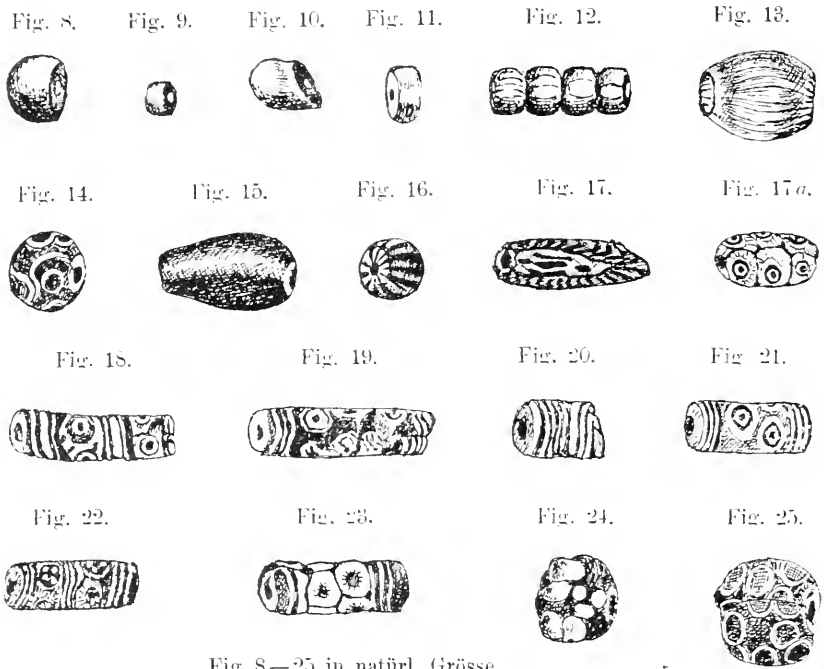 Fig. 8. Fig. 9. Fig. 10. Fig. 11. Fig. 12. Fig. 13.
Fig. 14. Fig. 15. Fig. 16. Fig. 17. Fig. 17a.
Fig. 18. Fig. 19. Fig. 20. Fig. 21.
Fig. 22. Fig. 23. Fig. 24. Fig. 25.
Fig. 8—25 in natürl. Grösse